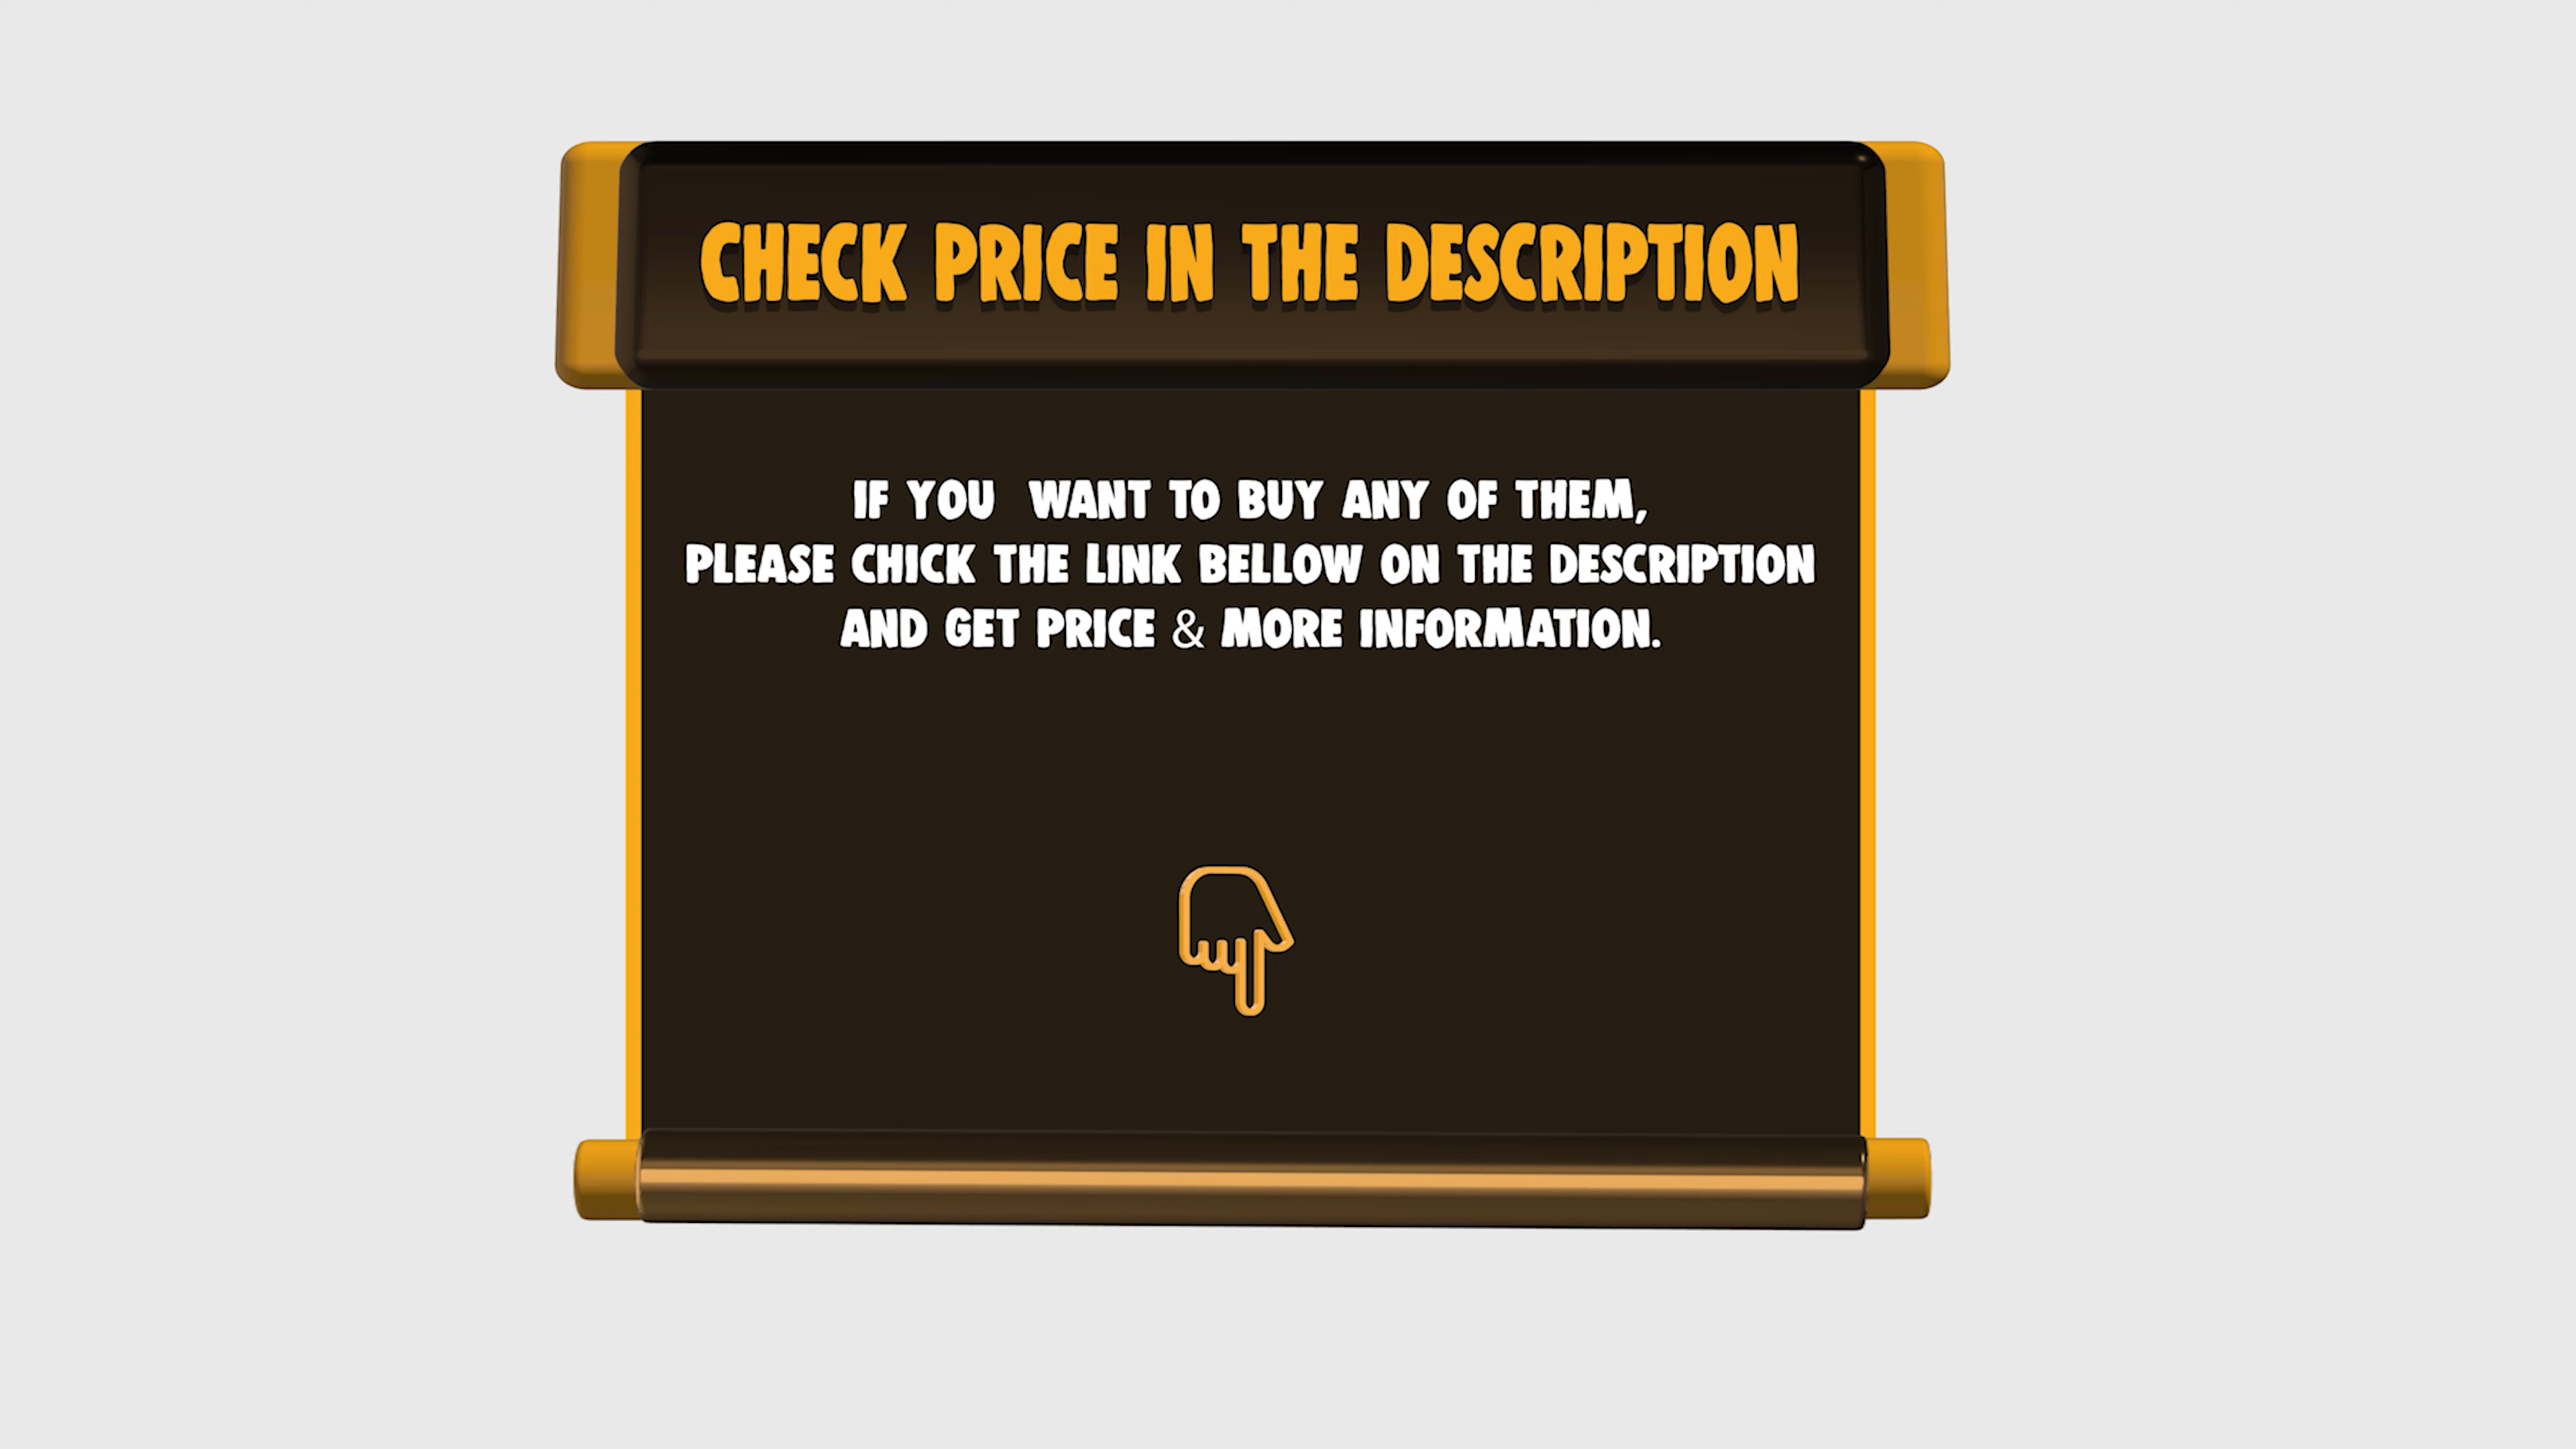 CHECK PRICE IN THE DESCRIPTION
IF YOU WANT TO BUY ANY OF THEM,
PLEASE CHICK THE LINK BELLOW ON THE DESCRIPTION
AND GET PRICE & MORE INFORMATION.